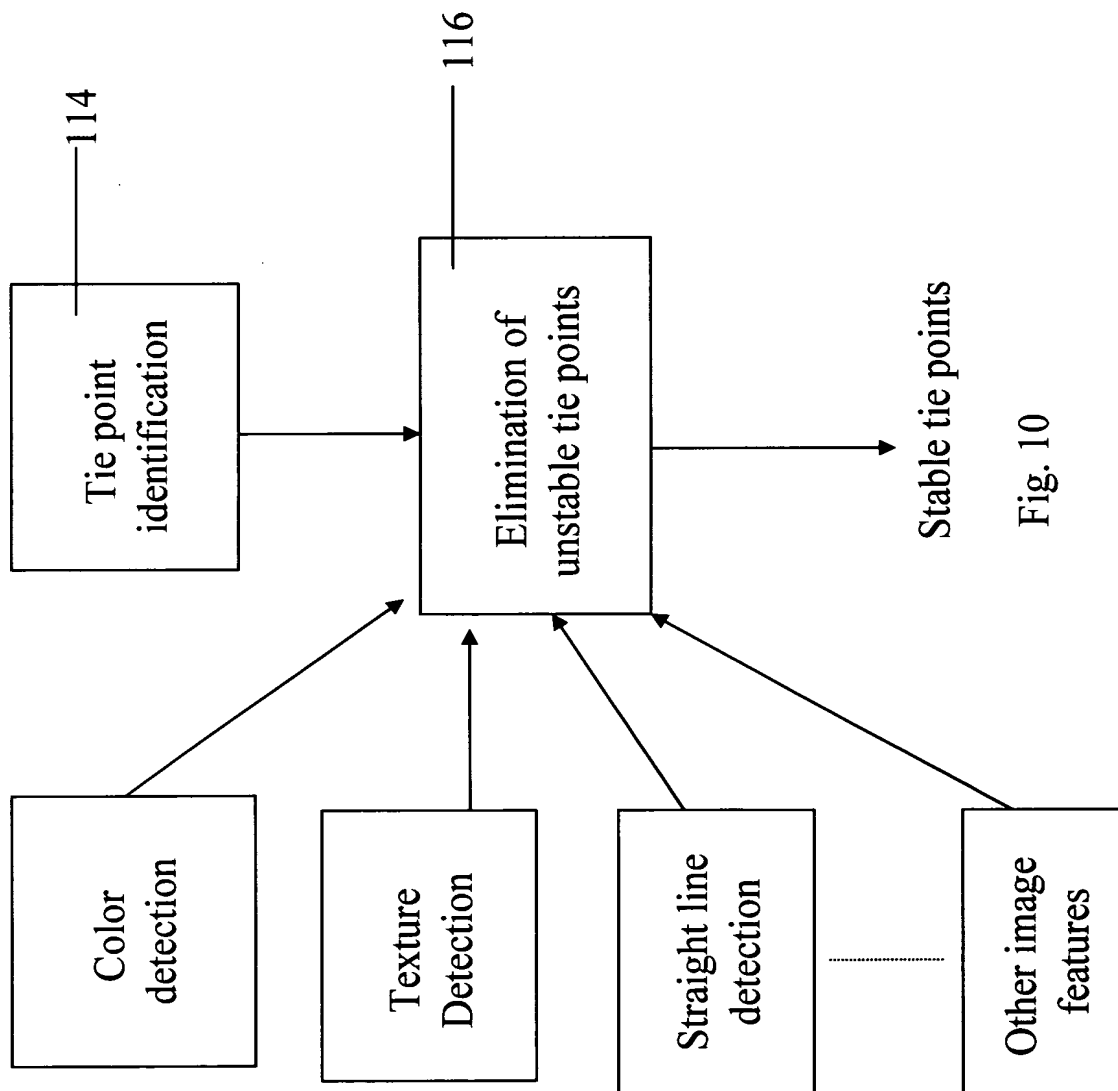 Color
detection
Texture
Detection
Straight line
detection
Other image
features
Tie point
identification
114
Elimination of
unstable tie points
116
Stable tie points
Fig. 10